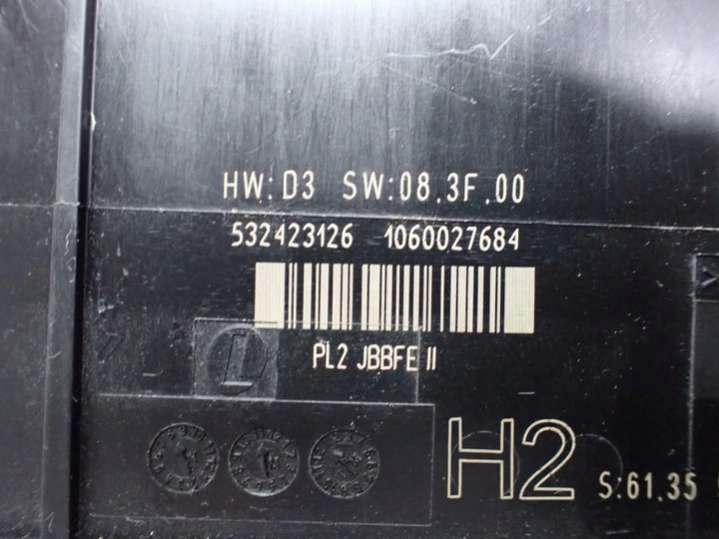 HW:D3 SW:08.3F.00
532423126 1060027684
PL2 JBBFE II
L
H2 S:61.35